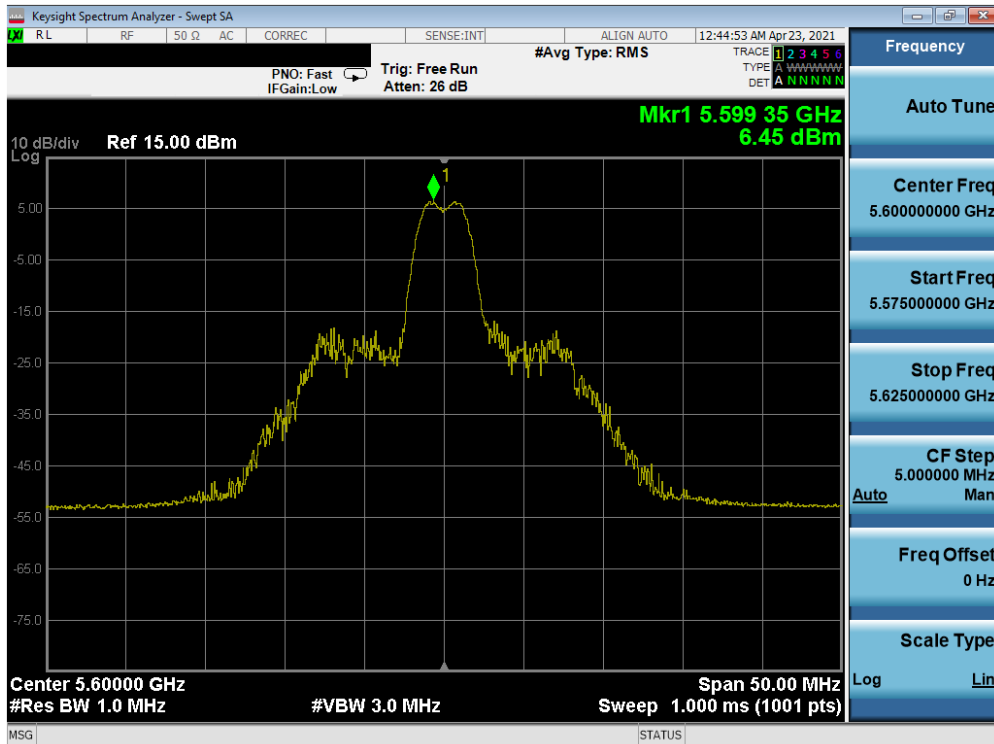 Keysight Spectrum Analyzer - Swept SA
LXI RL RF 50 Ω AC CORREC SENSE:INT ALIGN AUTO 12:44:53 AM Apr 23, 2021
#Avg Type: RMS
TRACE 1 2 3 4 5 6
TYPE A WWWWW
DET A N N N N N
PNO: Fast
IFGain:Low
Trig: Free Run
Atten: 26 dB
Mkr1 5.599 35 GHz
6.45 dBm
10 dB/div Ref 15.00 dBm
Log
1
5.00
-5.00
-15.0
-25.0
-35.0
-45.0
-55.0
-65.0
-75.0
Center 5.60000 GHz Span 50.00 MHz
#Res BW 1.0 MHz #VBW 3.0 MHz Sweep 1.000 ms (1001 pts)
MSG STATUS
Frequency
Auto Tune
Center Freq
5.600000000 GHz
Start Freq
5.575000000 GHz
Stop Freq
5.625000000 GHz
CF Step
5.000000 MHz
Auto Man
Freq Offset
0 Hz
Scale Type
Log Lin